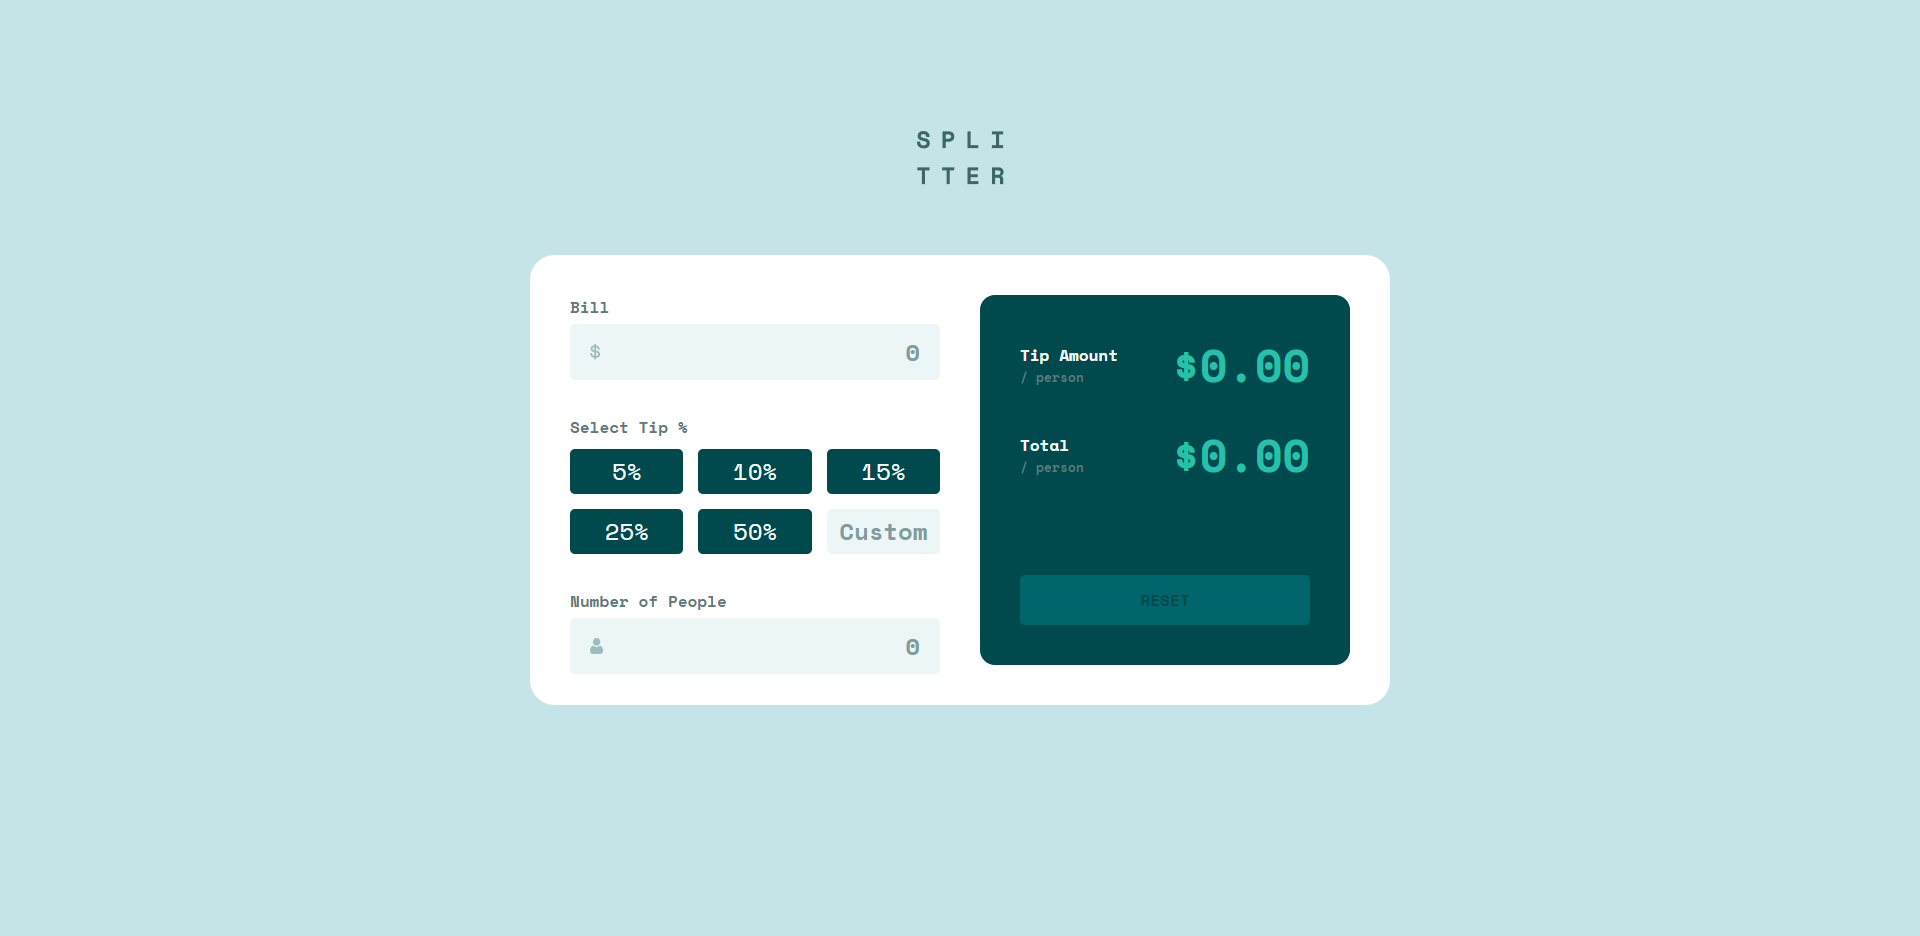 SPLI
TTER
Bill
$ 0
Select Tip %
5% 10% 15%
25% 50% Custom
Number of People
0
Tip Amount
/ person
$0.00
Total
/ person
$0.00
RESET